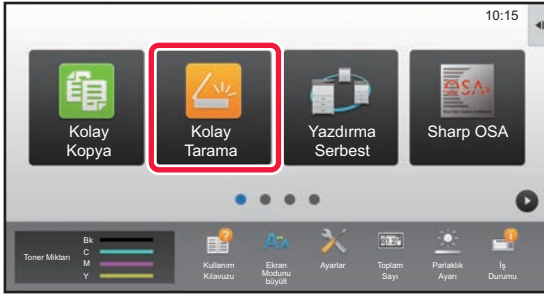 10:15
Kolay
Kopya
Kolay
Tarama
Yazdırma
Serbest
Sharp OSA
Toner Miktarı
Bk
C
M
Y
Kullanım
Kılavuzu
Ekran
Modunu
büyült
Ayarlar
Toplam
Sayı
Parlaklık
Ayarı
İş
Durumu